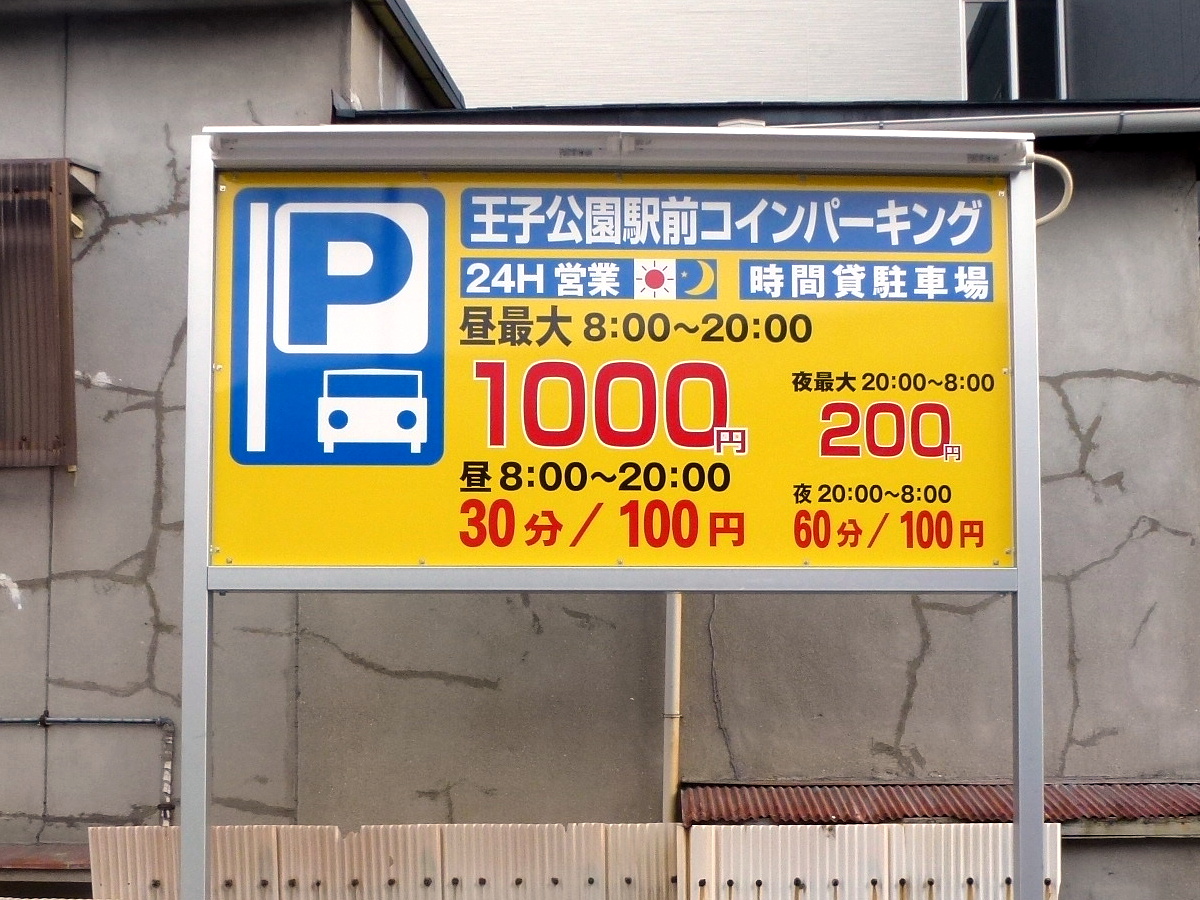 P
王子公園駅前コインパーキング
24H 営業 時間貸駐車場
昼最大 8:00〜20:00
1000円
夜最大 20:00〜8:00
200円
昼 8:00〜20:00
30分/100円
夜 20:00〜8:00
60分/100円